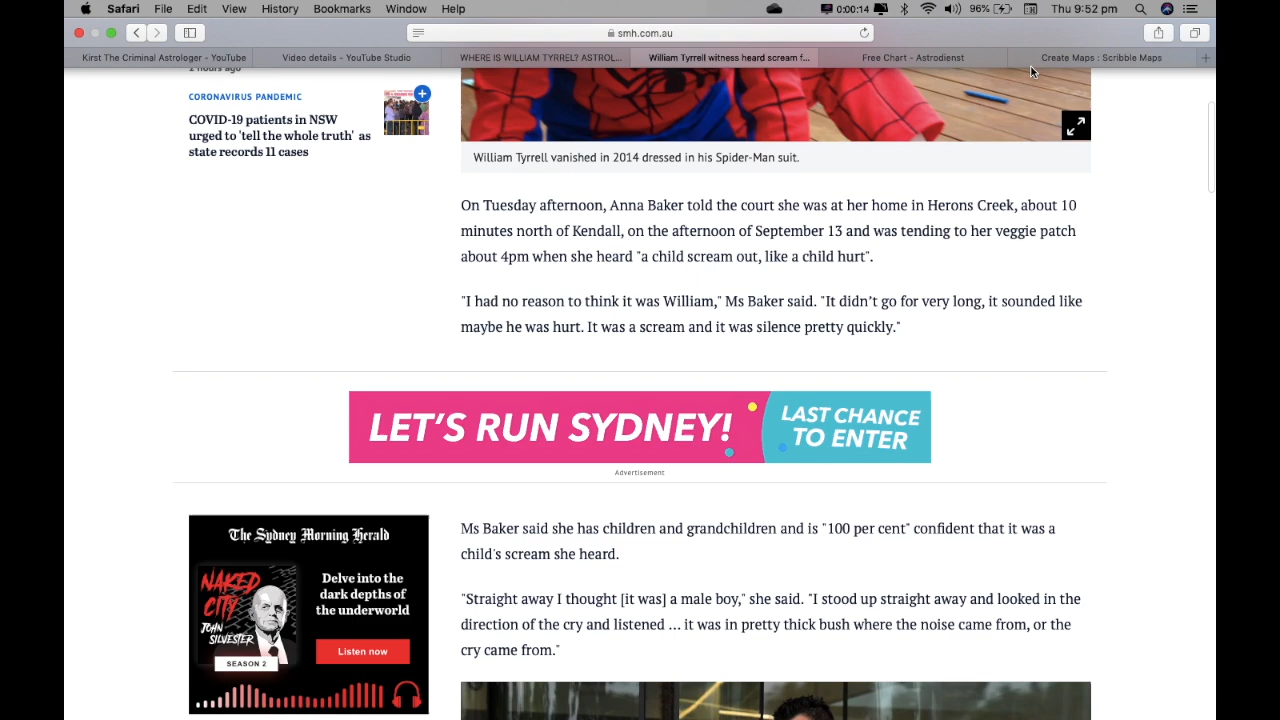 Safari File Edit View History Bookmarks Window Help 0:00:14 96% Thu 9:52 pm
smh.com.au
Kirst The Criminal Astrologer - YouTube Video details - YouTube Studio WHERE IS WILLIAM TYRREL? ASTROL... William Tyrrell witness heard scream f... Free Chart - Astrodienst Create Maps : Scribble Maps
2 hours ago
CORONAVIRUS PANDEMIC
COVID-19 patients in NSW
urged to 'tell the whole truth' as
state records 11 cases
William Tyrrell vanished in 2014 dressed in his Spider-Man suit.
On Tuesday afternoon, Anna Baker told the court she was at her home in Herons Creek, about 10
minutes north of Kendall, on the afternoon of September 13 and was tending to her veggie patch
about 4pm when she heard "a child scream out, like a child hurt".
"I had no reason to think it was William," Ms Baker said. "It didn't go for very long, it sounded like
maybe he was hurt. It was a scream and it was silence pretty quickly."
LET'S RUN SYDNEY!
LAST CHANCE
TO ENTER
Advertisement
The Sydney Morning Herald
NAKED
CITY
JOHN
SILVESTER
SEASON 2
Delve into the
dark depths of
the underworld
Listen now
Ms Baker said she has children and grandchildren and is "100 per cent" confident that it was a
child's scream she heard.
"Straight away I thought [it was] a male boy," she said. "I stood up straight away and looked in the
direction of the cry and listened ... it was in pretty thick bush where the noise came from, or the
cry came from."